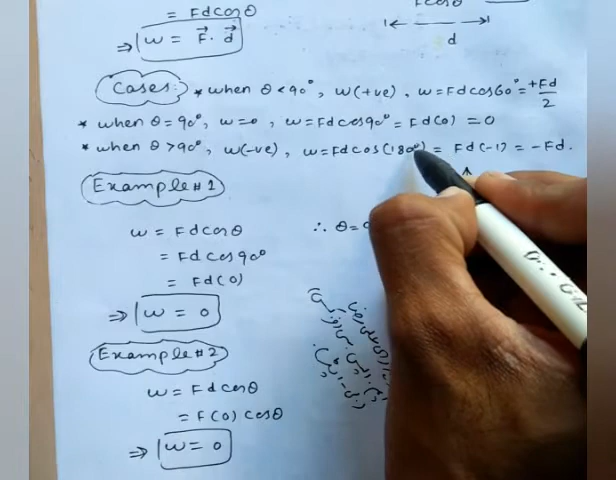 = Fdcosθ
Fcosθ
⇒ W = F⃗ . d⃗
d
Cases:
* when θ < 90°, W(+ve), W = Fdcos60° = +Fd/2
* when θ = 90°, W=0, W=Fdcos90° = Fd(0) = 0
* when θ >90°, W(-ve), W=Fdcos(180°) = Fd(-1) = -Fd.
Example #1
W = Fdcosθ ∴ θ=9
= Fdcos90°
= Fd(0)
⇒ W = 0
Example #2
W = Fdcosθ
= F(0) cosθ
⇒ W = 0